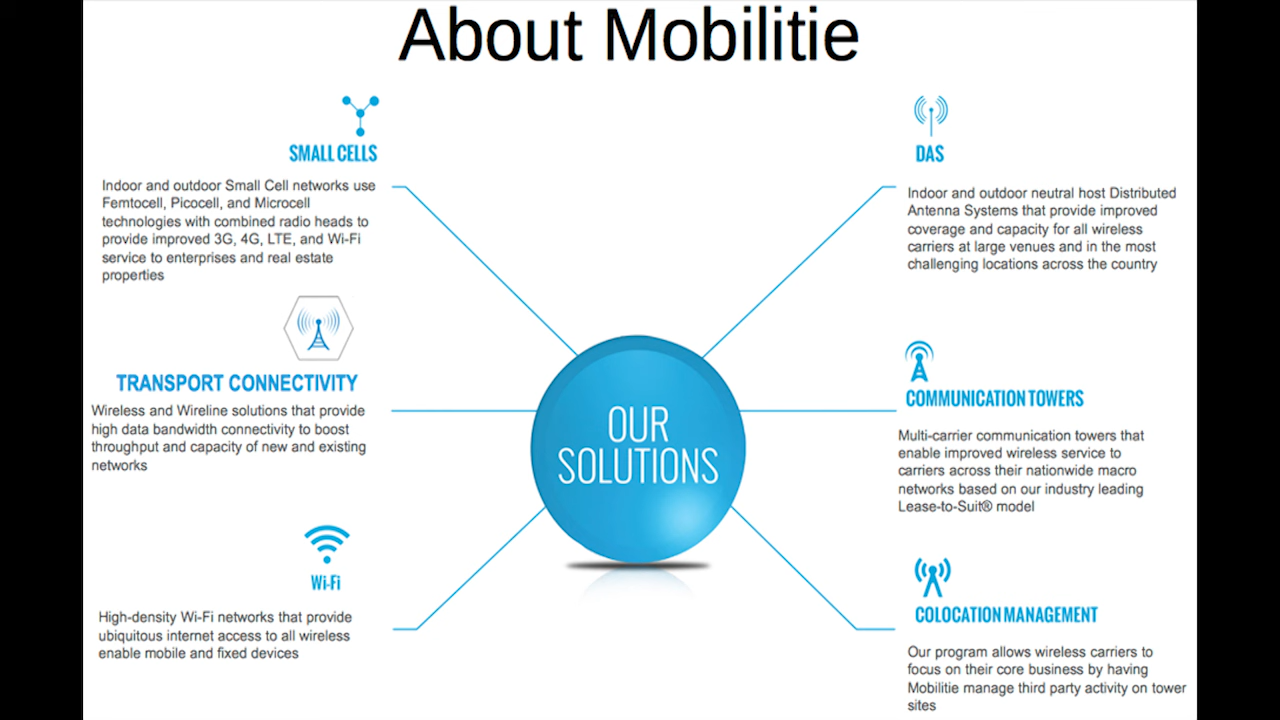 About Mobilitie
SMALL CELLS
Indoor and outdoor Small Cell networks use
Femtocell, Picocell, and Microcell
technologies with combined radio heads to
provide improved 3G, 4G, LTE, and Wi-Fi
service to enterprises and real estate
properties
TRANSPORT CONNECTIVITY
Wireless and Wireline solutions that provide
high data bandwidth connectivity to boost
throughput and capacity of new and existing
networks
Wi-Fi
High-density Wi-Fi networks that provide
ubiquitous internet access to all wireless
enable mobile and fixed devices
OUR
SOLUTIONS
DAS
Indoor and outdoor neutral host Distributed
Antenna Systems that provide improved
coverage and capacity for all wireless
carriers at large venues and in the most
challenging locations across the country
COMMUNICATION TOWERS
Multi-carrier communication towers that
enable improved wireless service to
carriers across their nationwide macro
networks based on our industry leading
Lease-to-Suit® model
COLOCATION MANAGEMENT
Our program allows wireless carriers to
focus on their core business by having
Mobilitie manage third party activity on tower
sites